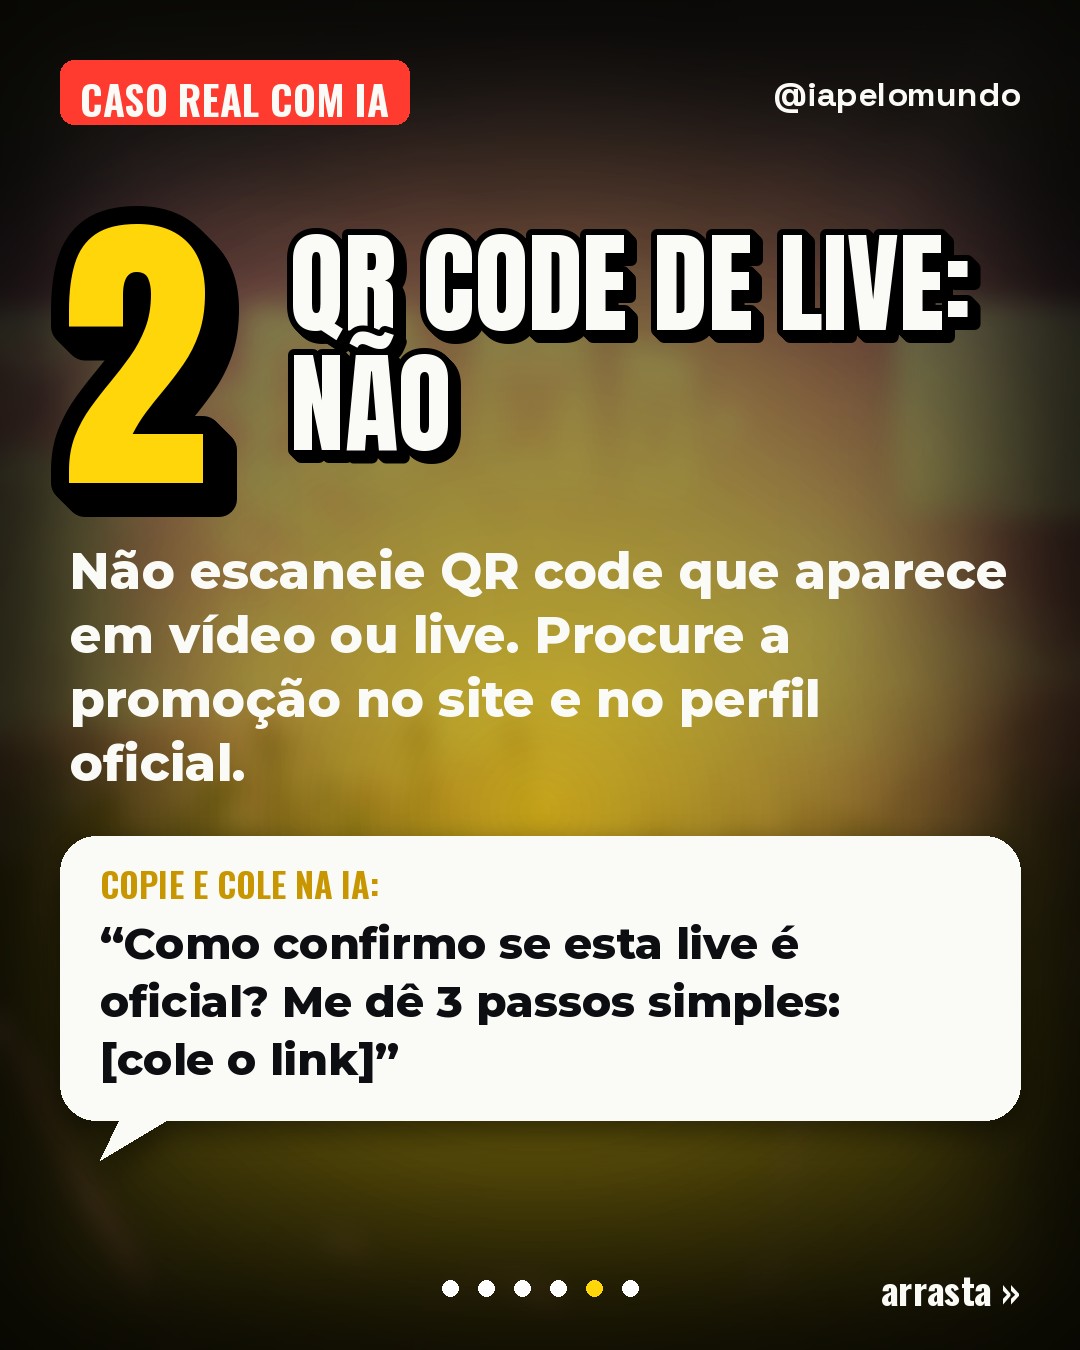 CASO REAL COM IA
@iapelomundo
2
QR CODE DE LIVE:
NÃO
Não escaneie QR code que aparece
em vídeo ou live. Procure a
promoção no site e no perfil
oficial.
COPIE E COLE NA IA:
“Como confirmo se esta live é
oficial? Me dê 3 passos simples:
[cole o link]”
arrasta »